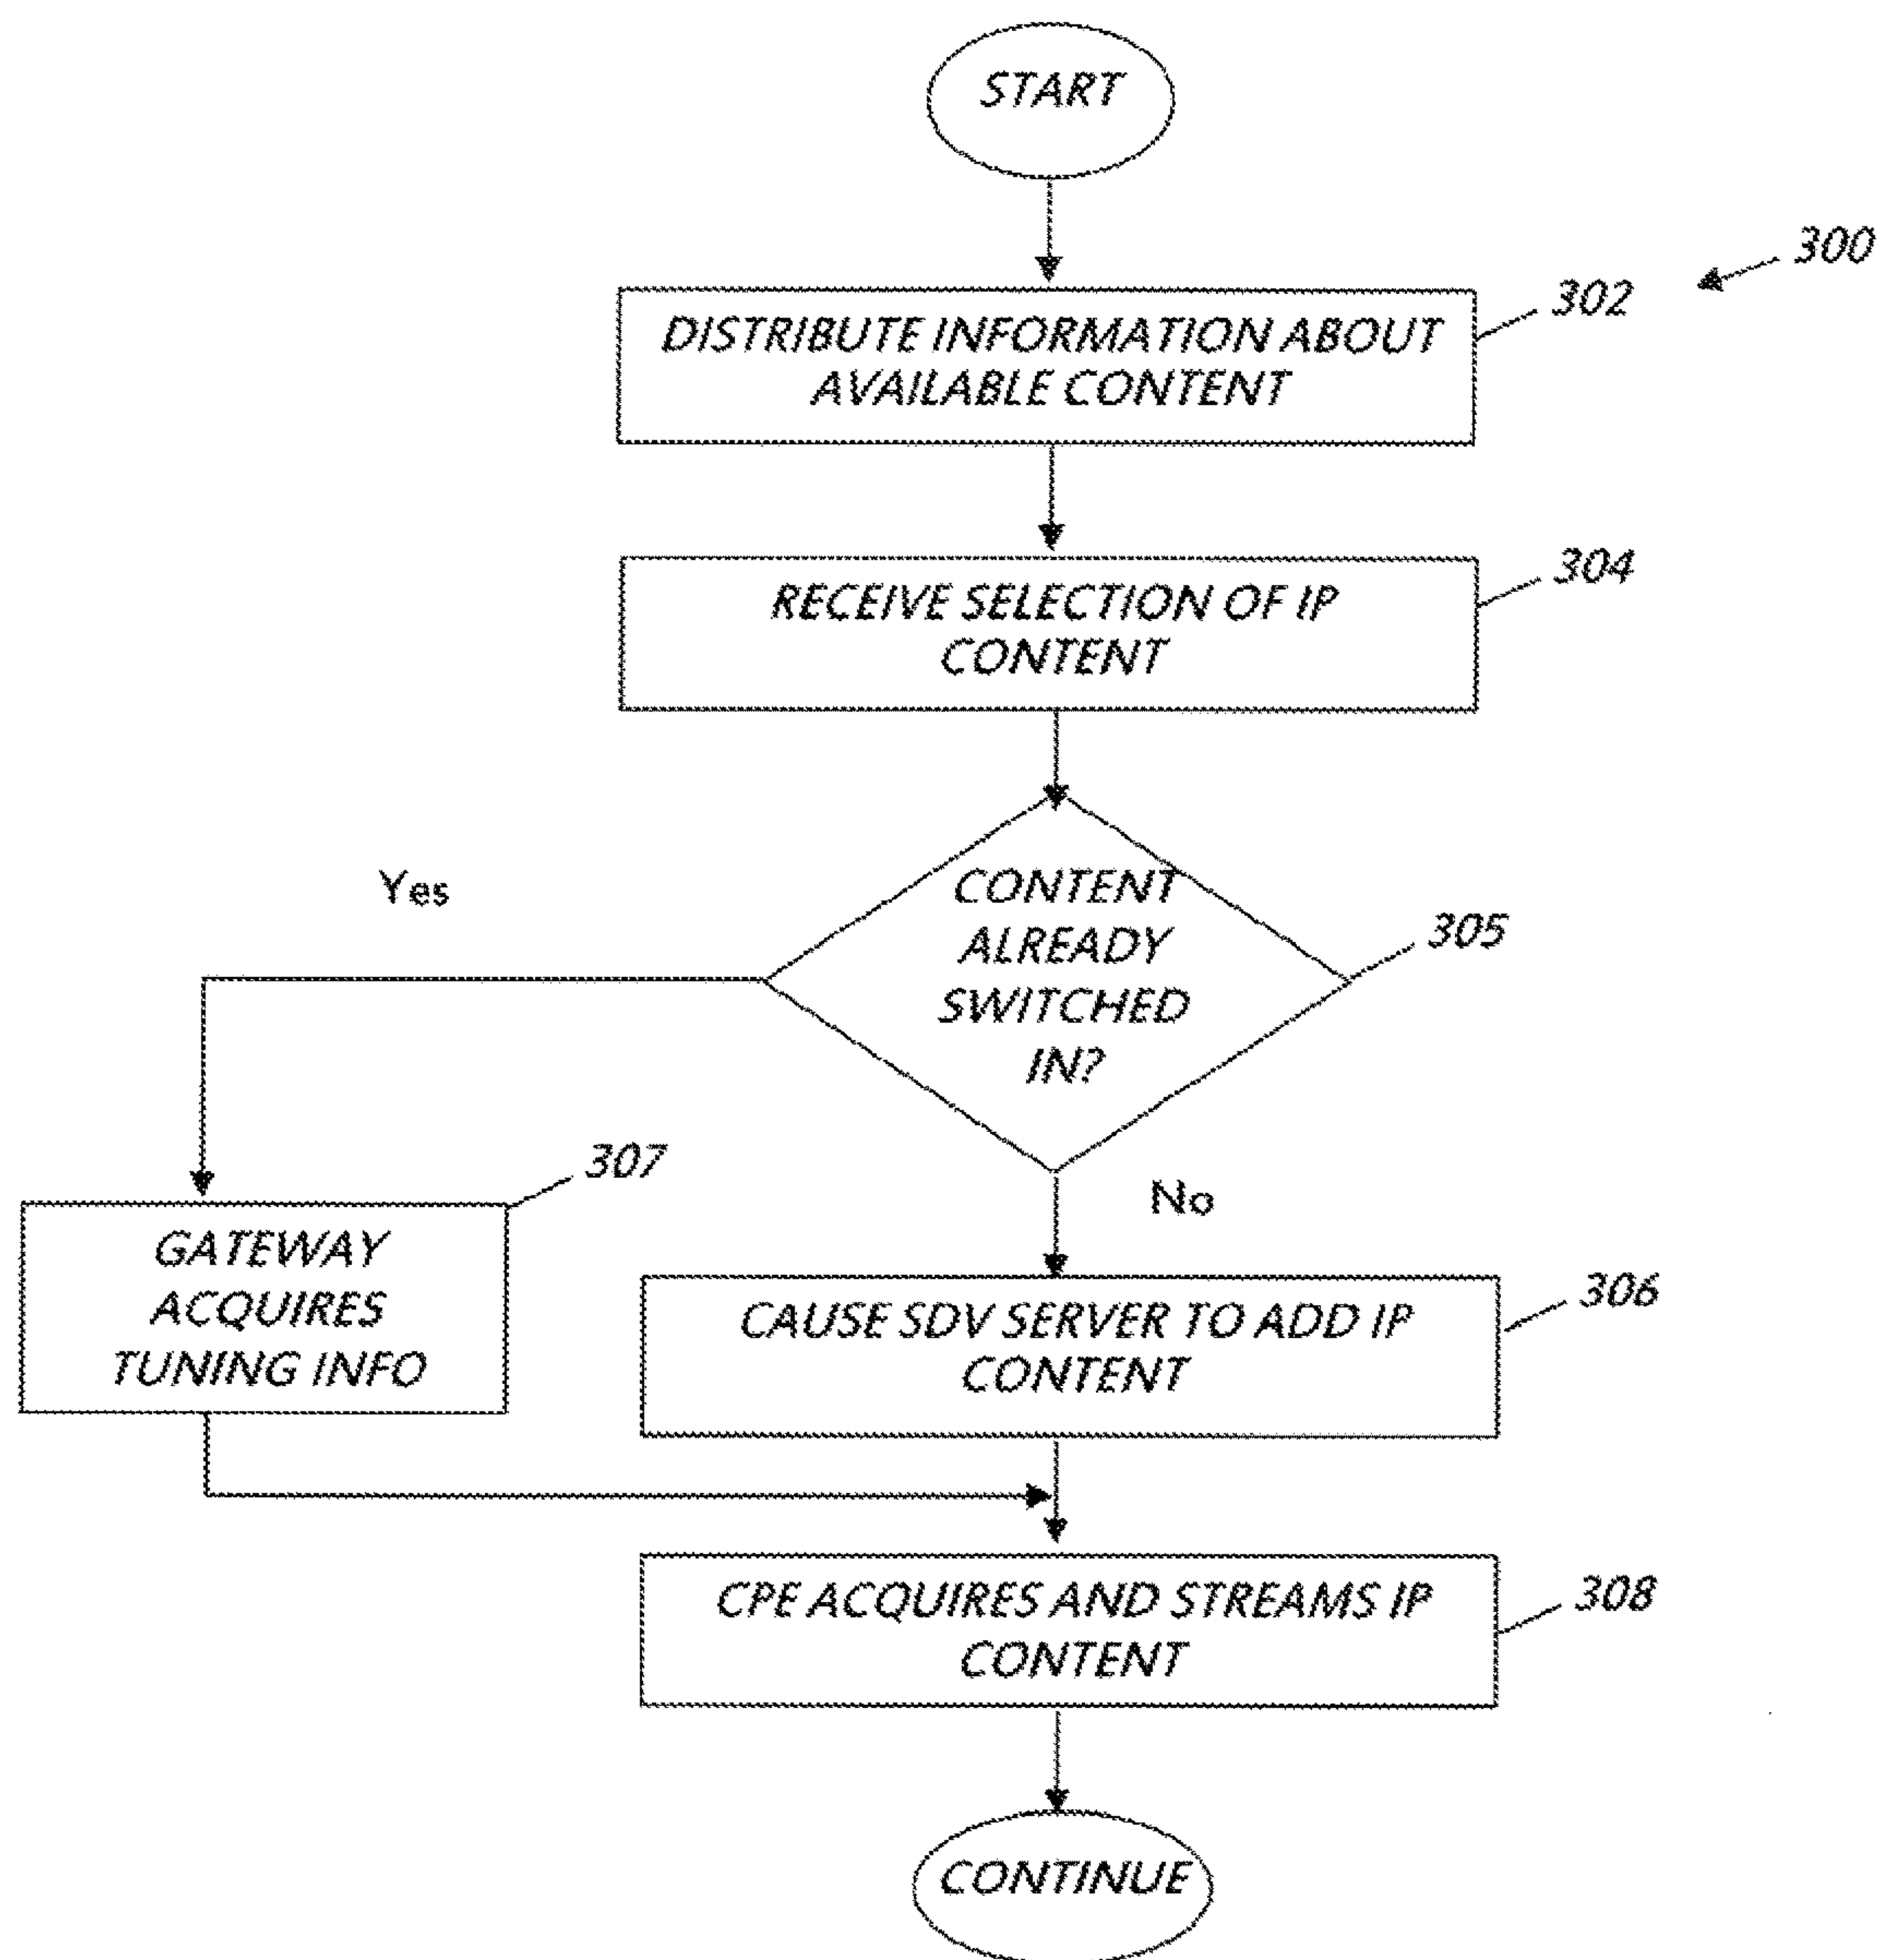 START
300
302
DISTRIBUTE INFORMATION ABOUT
AVAILABLE CONTENT
304
RECEIVE SELECTION OF IP
CONTENT
Yes
CONTENT
ALREADY
SWITCHED
IN?
305
307
No
GATEWAY
ACQUIRES
TUNING INFO
306
CAUSE SDV SERVER TO ADD IP
CONTENT
308
CPE ACQUIRES AND STREAMS IP
CONTENT
CONTINUE